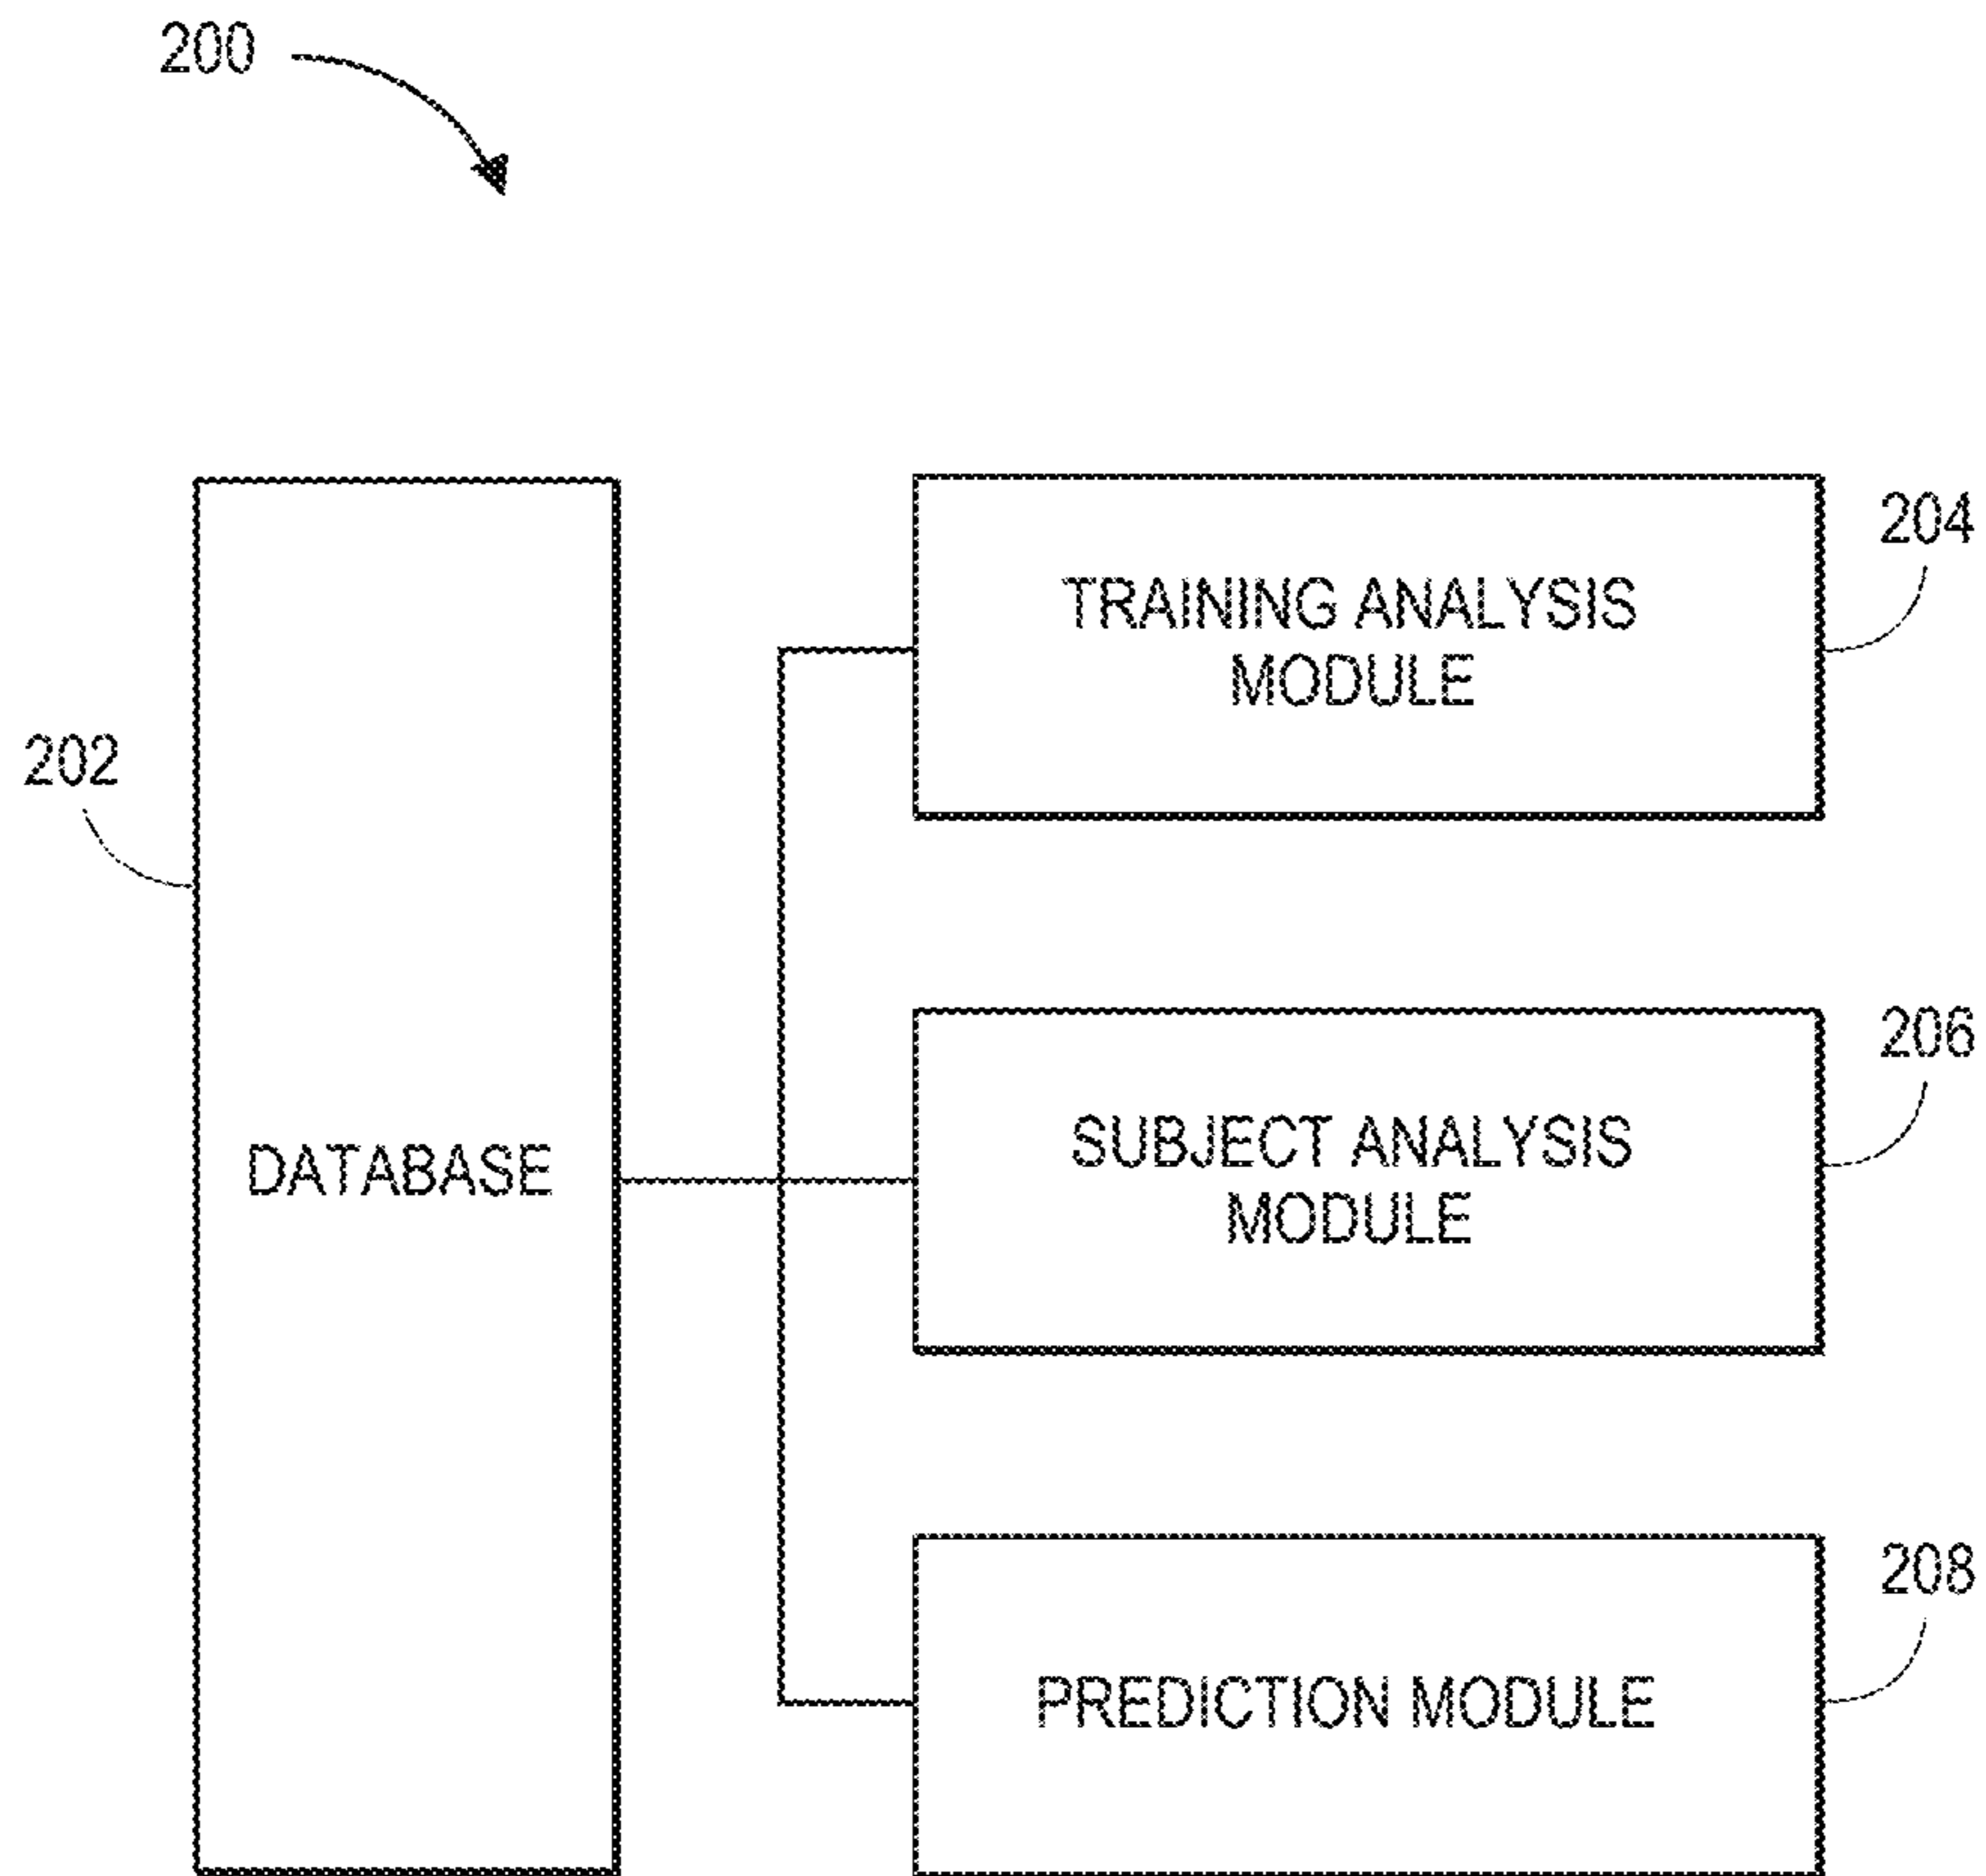 200
204
TRAINING ANALYSIS
MODULE
202
206
SUBJECT ANALYSIS
MODULE
DATABASE
208
PREDICTION MODULE